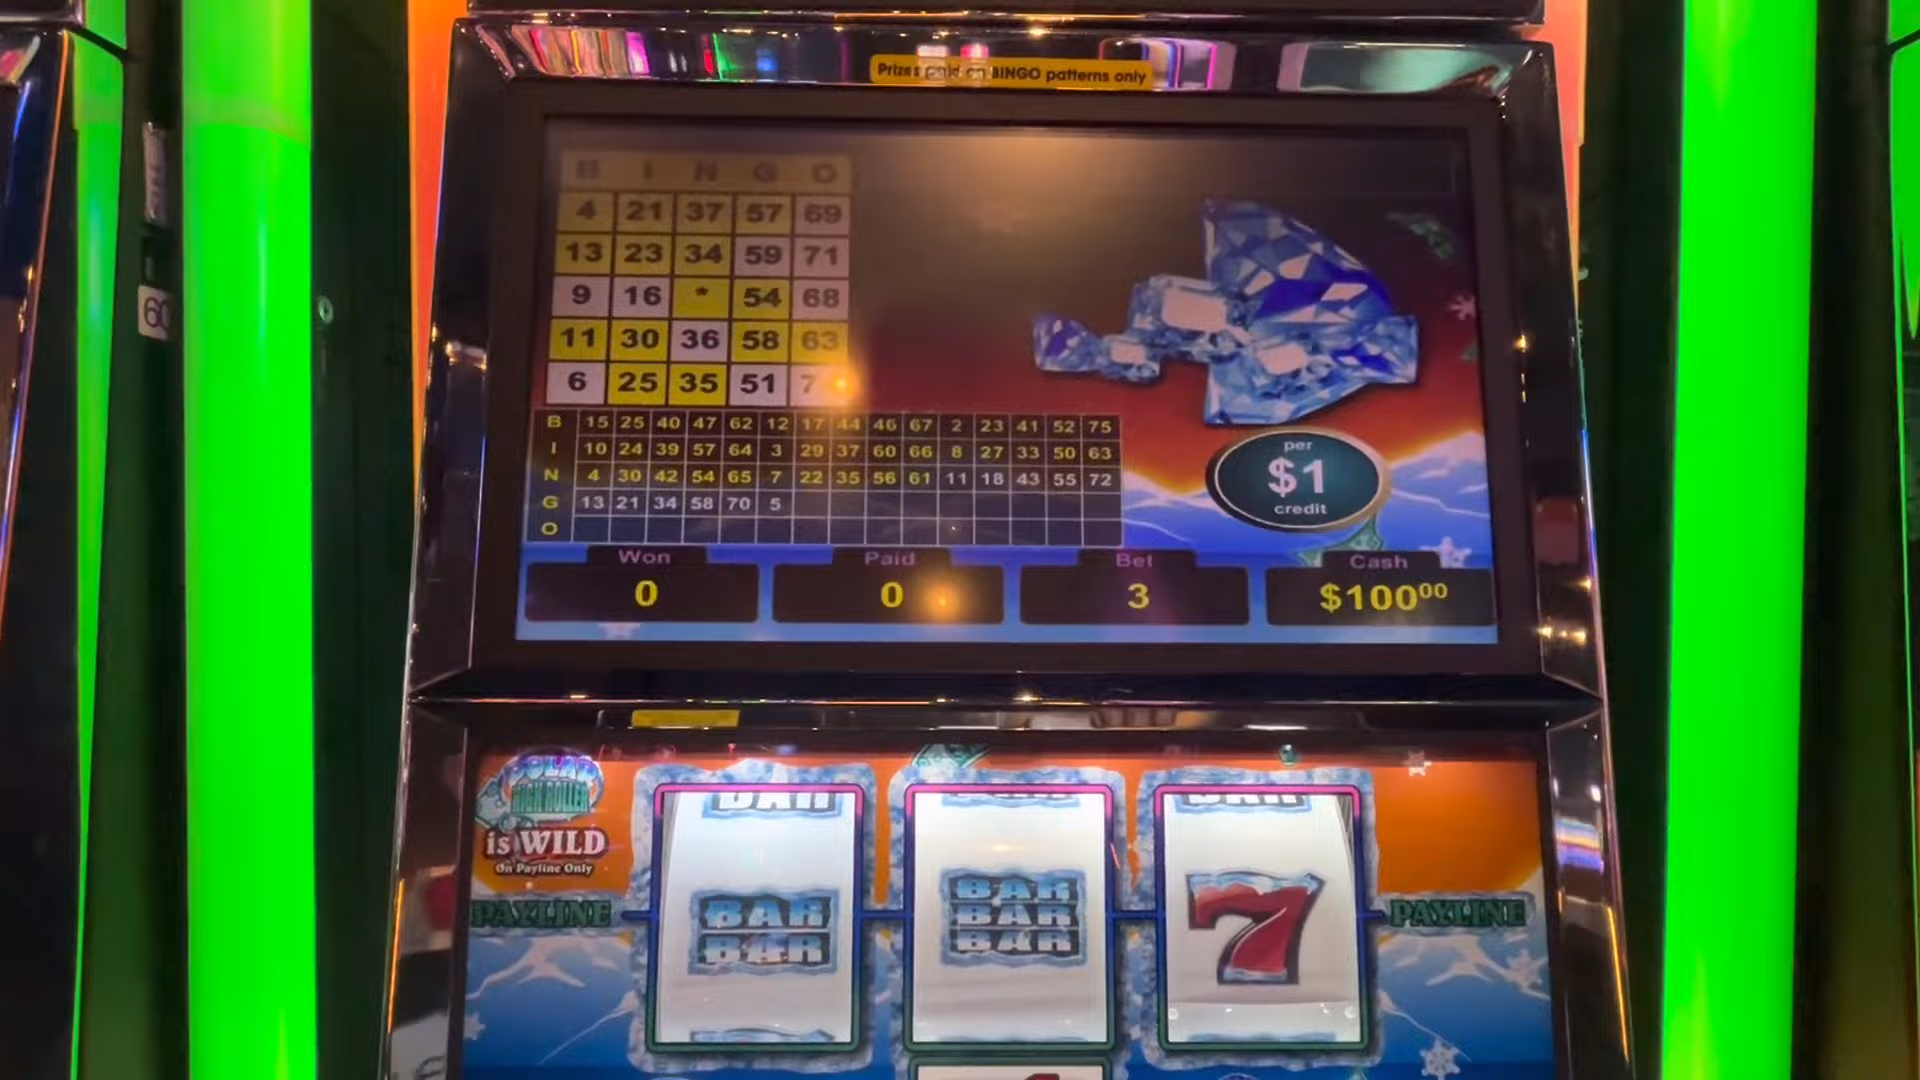 Prizes paid on BINGO patterns only
B I N G O
4 21 37 57 69
13 23 34 59 71
9 16 * 54 68
11 30 36 58 63
6 25 35 51
B 15 25 40 47 62 12 17 44 46 67 2 23 41 52 75
I 10 24 39 57 64 3 29 37 60 66 8 27 33 50 63
N 4 30 42 54 65 7 22 35 56 61 11 18 43 55 72
G 13 21 34 58 70 5
O
per
$1
credit
Won Paid Bet Cash
0 0 3 $100⁰⁰
60
BAR BAR BAR
is WILD
On Payline Only
PAYLINE BAR BAR BAR BAR BAR 7 PAYLINE